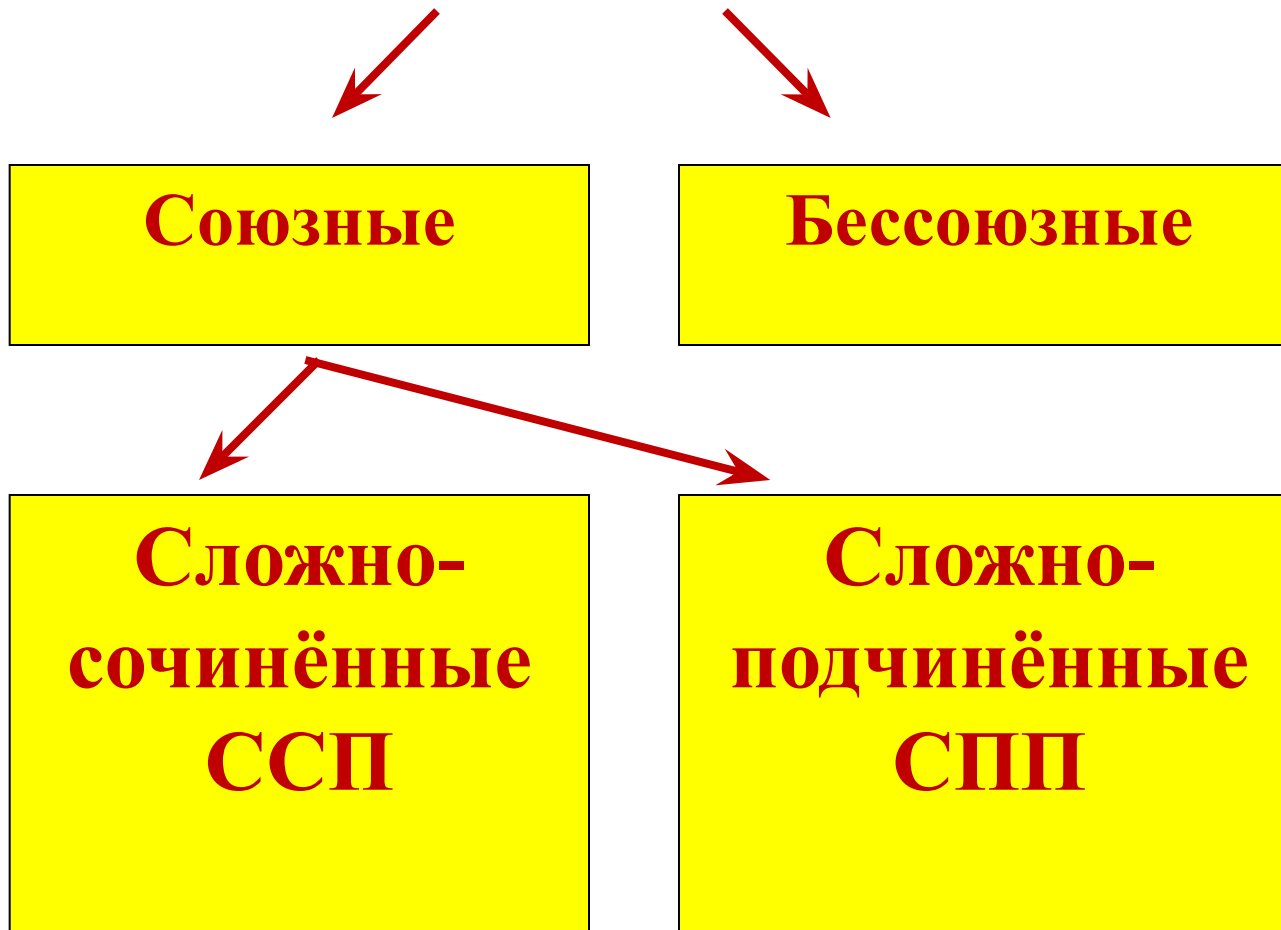 Союзные
Бессоюзные
Сложно-
сочинённые
ССП
Сложно-
подчинённые
СПП